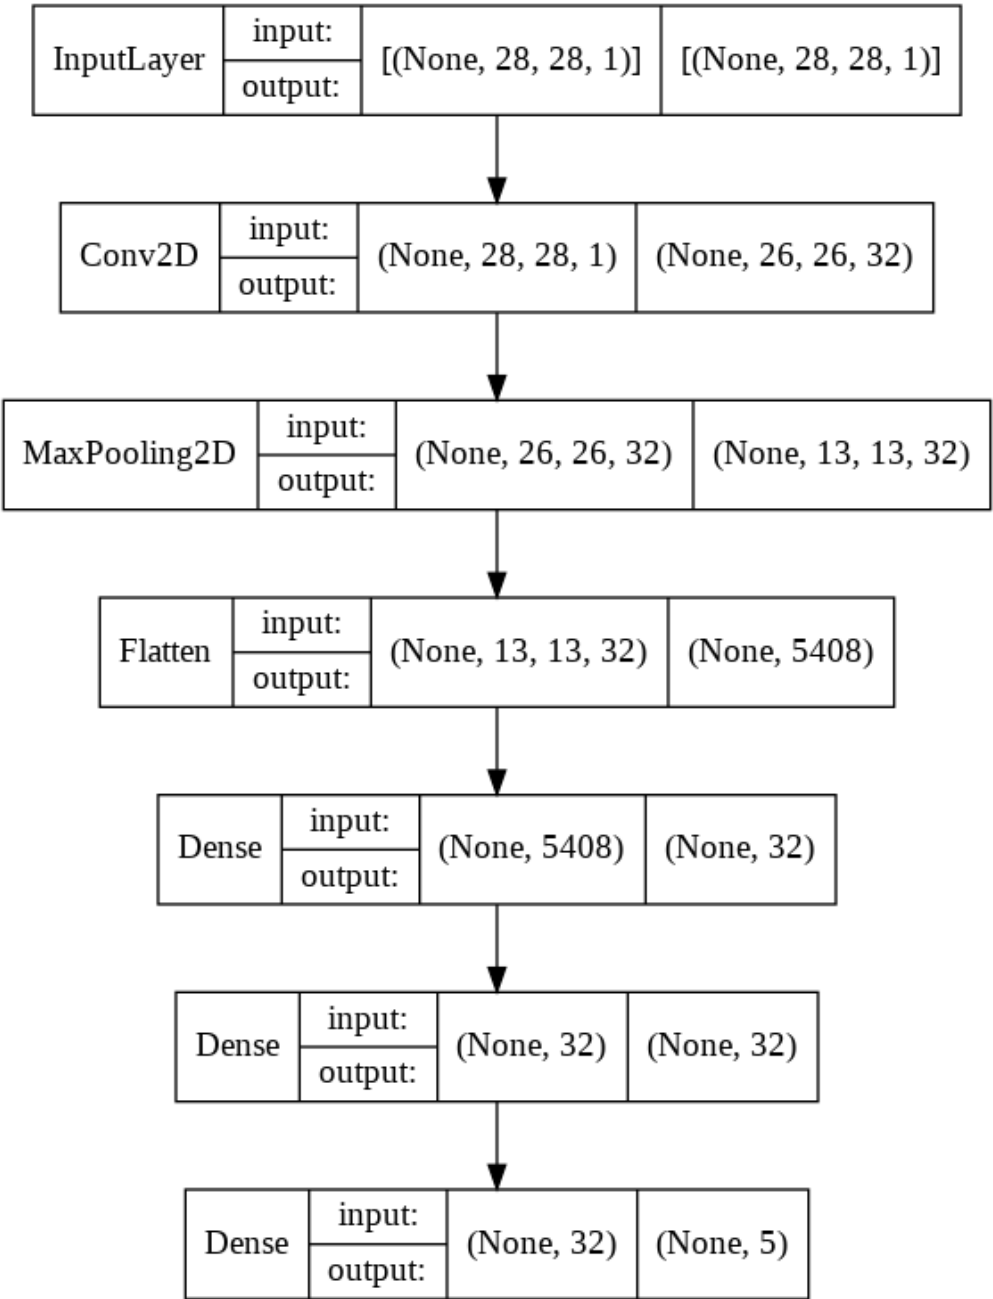 InputLayer input: output: [(None, 28, 28, 1)] [(None, 28, 28, 1)]
Conv2D input: output: (None, 28, 28, 1) (None, 26, 26, 32)
MaxPooling2D input: output: (None, 26, 26, 32) (None, 13, 13, 32)
Flatten input: output: (None, 13, 13, 32) (None, 5408)
Dense input: output: (None, 5408) (None, 32)
Dense input: output: (None, 32) (None, 32)
Dense input: output: (None, 32) (None, 5)